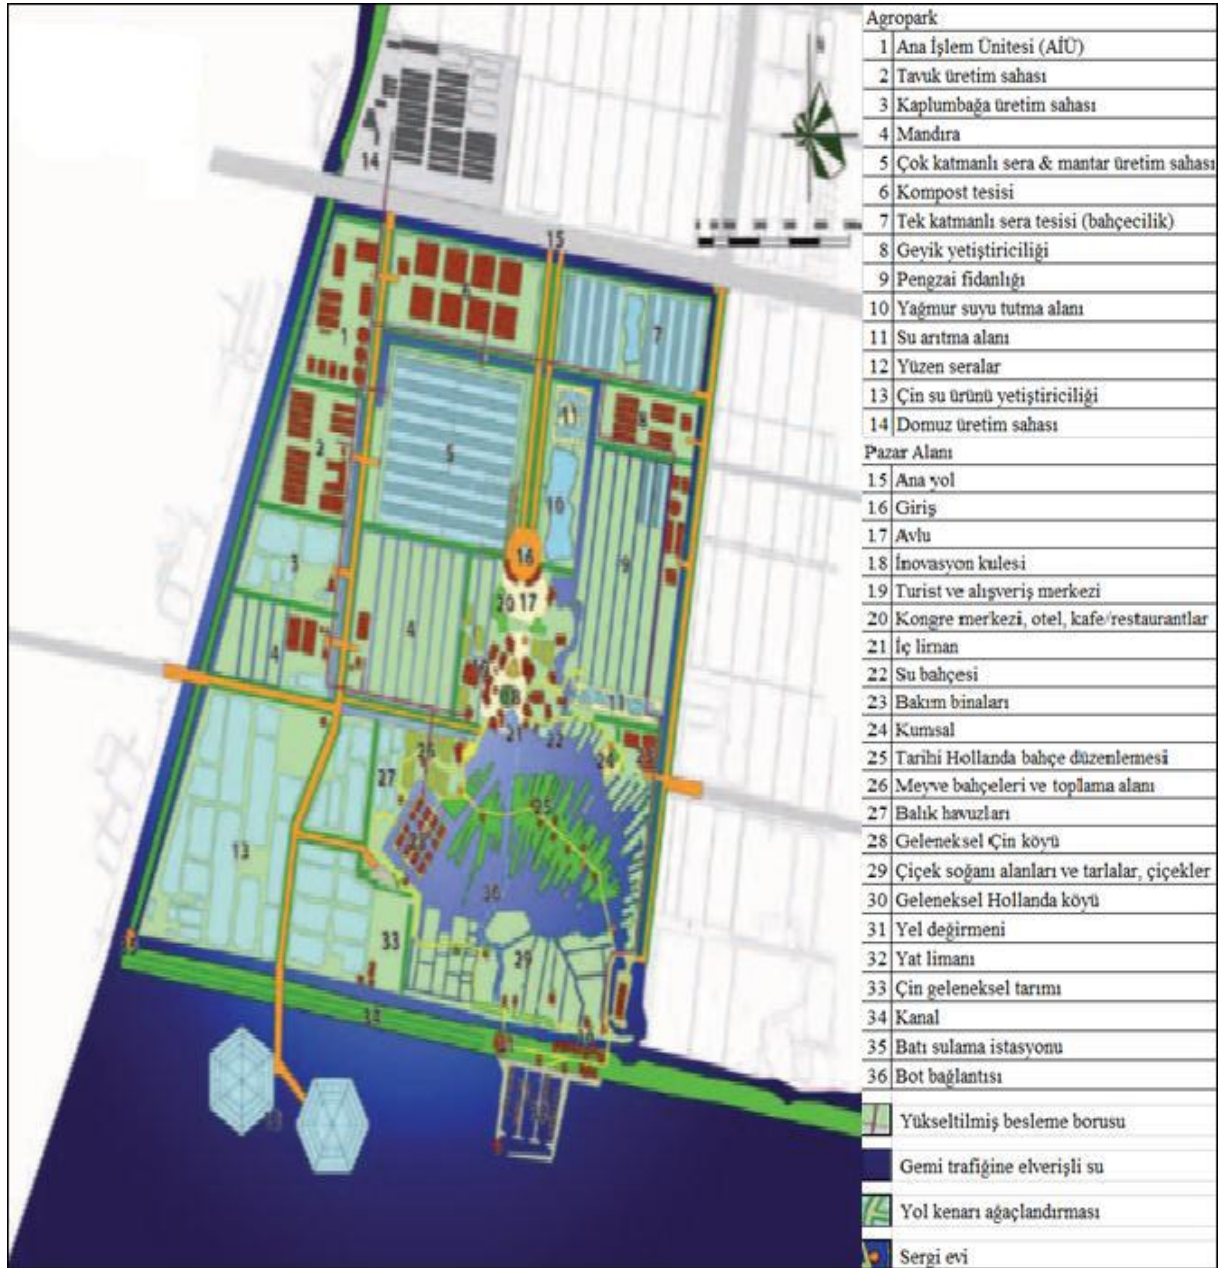 Agropark
1 Ana İşlem Ünitesi (AİÜ)
2 Tavuk üretim sahası
3 Kaplumbağa üretim sahası
4 Mandıra
5 Çok katmanlı sera & mantar üretim sahası
6 Kompost tesisi
7 Tek katmanlı sera tesisi (bahçecilik)
8 Geyik yetiştiriciliği
9 Pengzai fidanlığı
10 Yağmur suyu tutma alanı
11 Su arıtma alanı
12 Yüzen seralar
13 Çin su ürünü yetiştiriciliği
14 Domuz üretim sahası
Pazar Alanı
15 Ana yol
16 Giriş
17 Avlu
18 İnovasyon kulesi
19 Turist ve alışveriş merkezi
20 Kongre merkezi, otel, kafe/restaurantlar
21 İç liman
22 Su bahçesi
23 Bakım binaları
24 Kumsal
25 Tarihi Hollanda bahçe düzenlemesi
26 Meyve bahçeleri ve toplama alanı
27 Balık havuzları
28 Geleneksel Çin köyü
29 Çiçek soğanı alanları ve tarlalar, çiçekler
30 Geleneksel Hollanda köyü
31 Yel değirmeni
32 Yat limanı
33 Çin geleneksel tarımı
34 Kanal
35 Batı sulama istasyonu
36 Bot bağlantısı
Yükseltilmiş besleme borusu
Gemi trafiğine elverişli su
Yol kenarı ağaçlandırması
Sergi evi
14
15
7
1
8
11
2
5
10
16
9
3
20 17
4
4
11
21
22
24
26
27
25
13
36
33
29
34